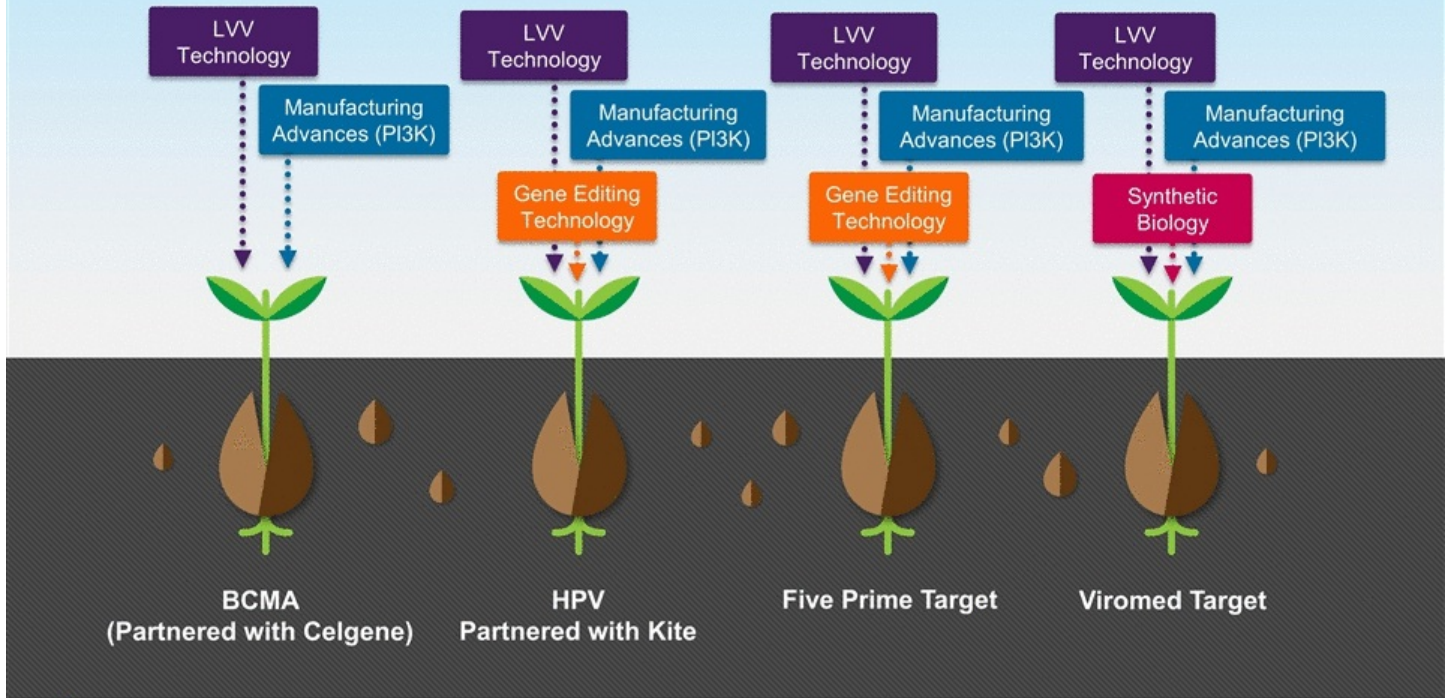 LVV
Technology
Manufacturing
Advances (PI3K)
LVV
Technology
Manufacturing
Advances (PI3K)
Gene Editing
Technology
LVV
Technology
Manufacturing
Advances (PI3K)
Gene Editing
Technology
LVV
Technology
Manufacturing
Advances (PI3K)
Synthetic
Biology
BCMA
(Partnered with Celgene)
HPV
Partnered with Kite
Five Prime Target
Viromed Target